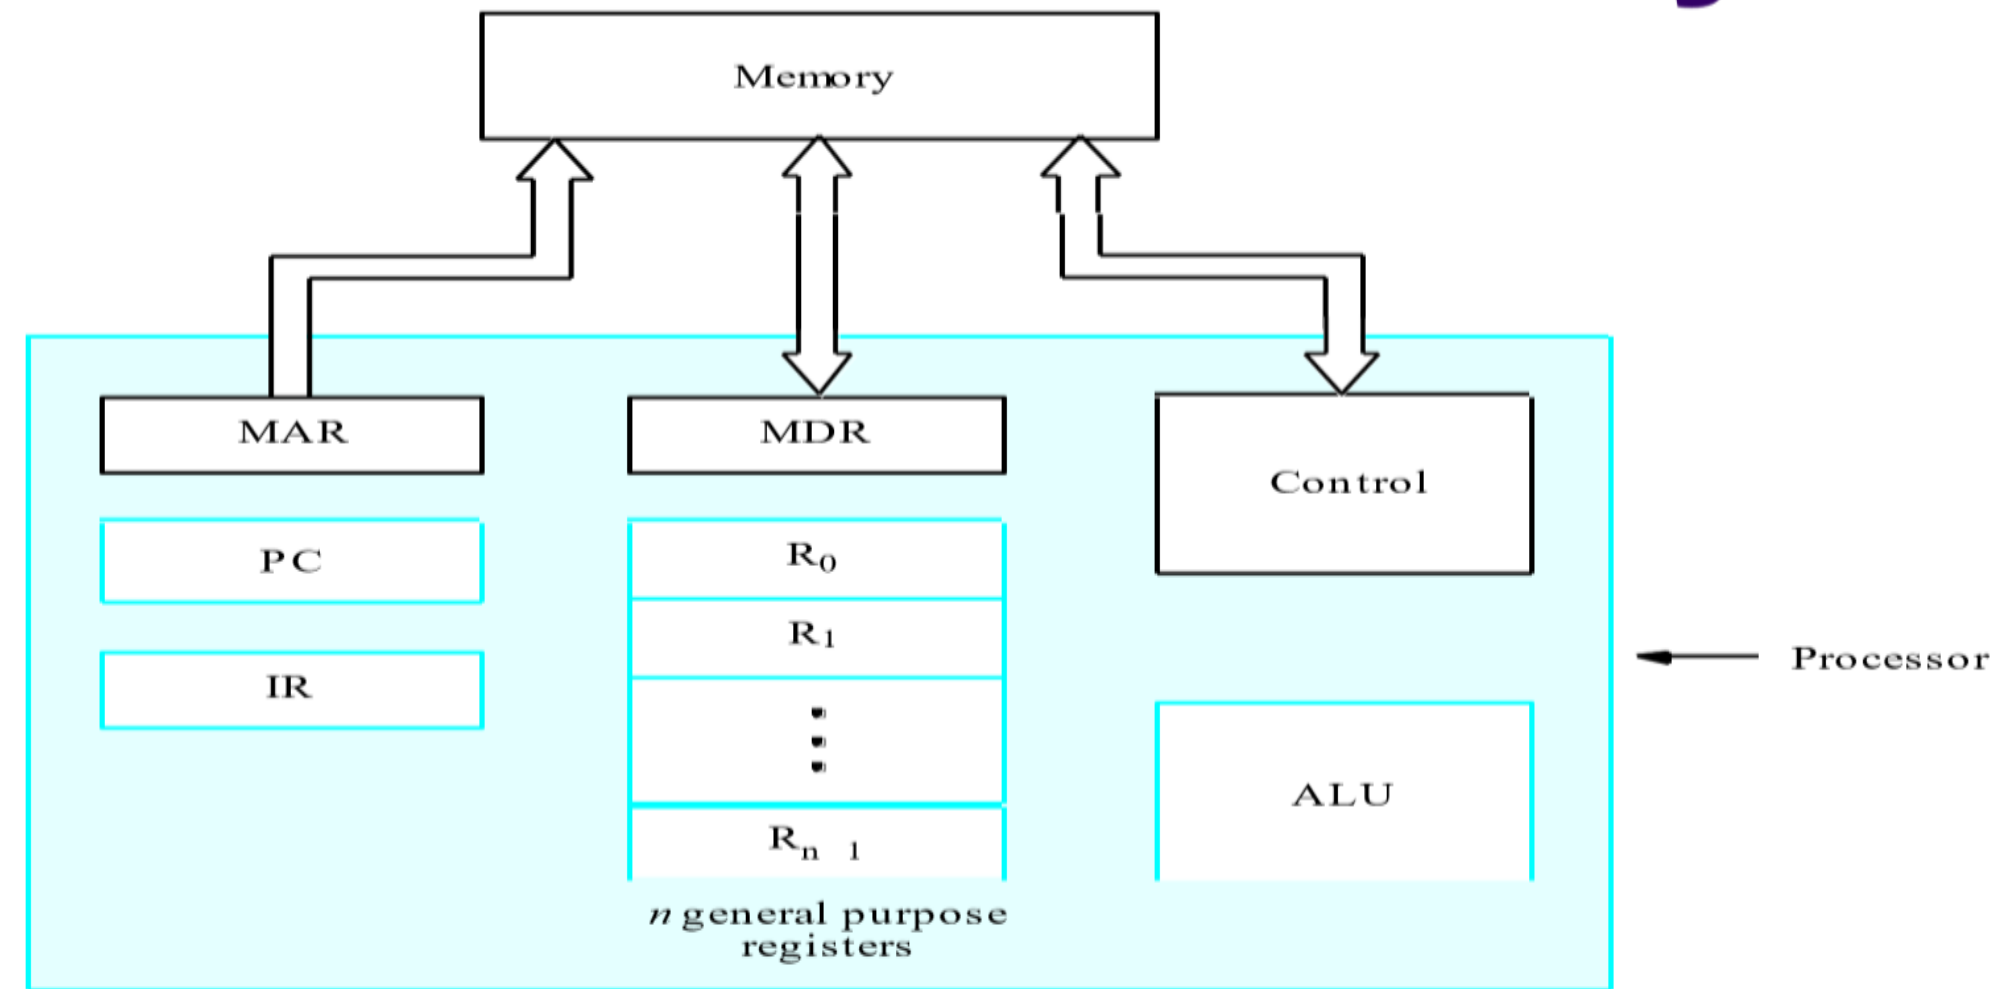 Memory
MAR
MDR
Control
PC
R0
R1
IR
Processor
ALU
Rn 1
n general purpose
registers